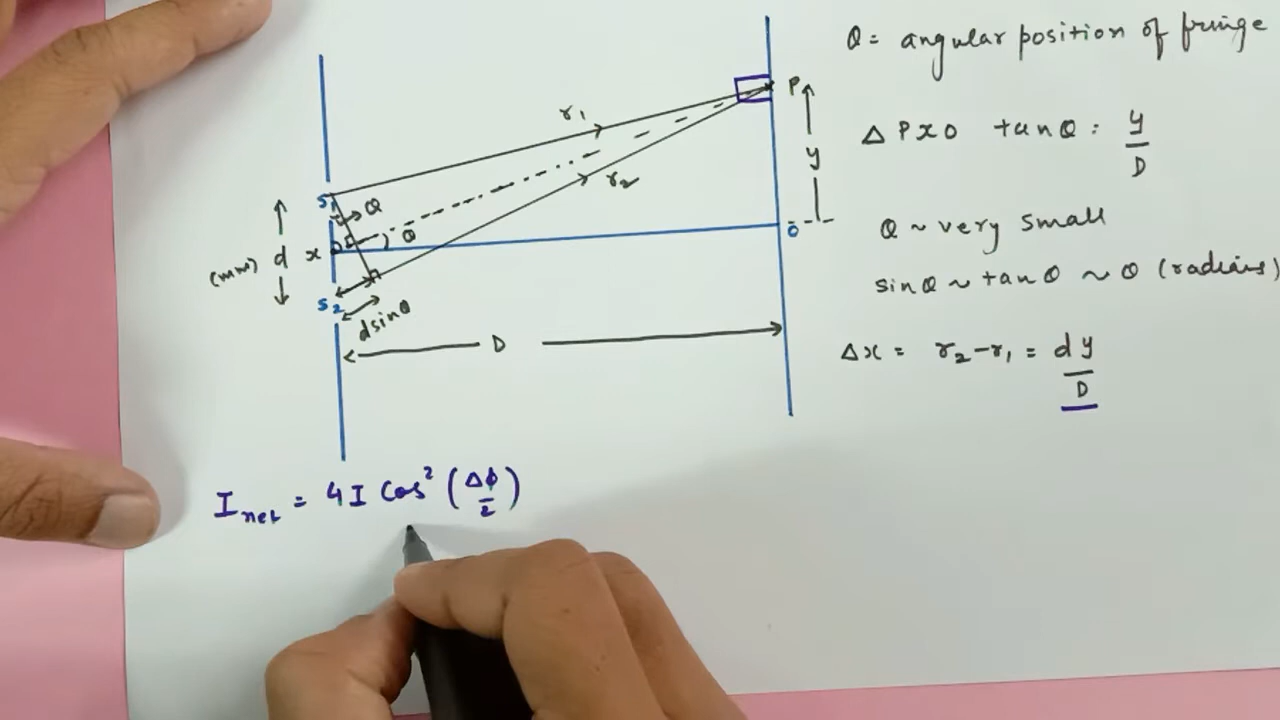 θ = angular position of fringe
Δ PXO tanθ = y/D
θ ~ very small
sinθ ~ tanθ ~ θ (radians)
Δx = r₂-r₁ = dy/D
S₁
θ
r₁
P
y
r₂
(mm) d x θ
O
S₂
dsinθ
D
I net = 4I Cos² (Δϕ/2)